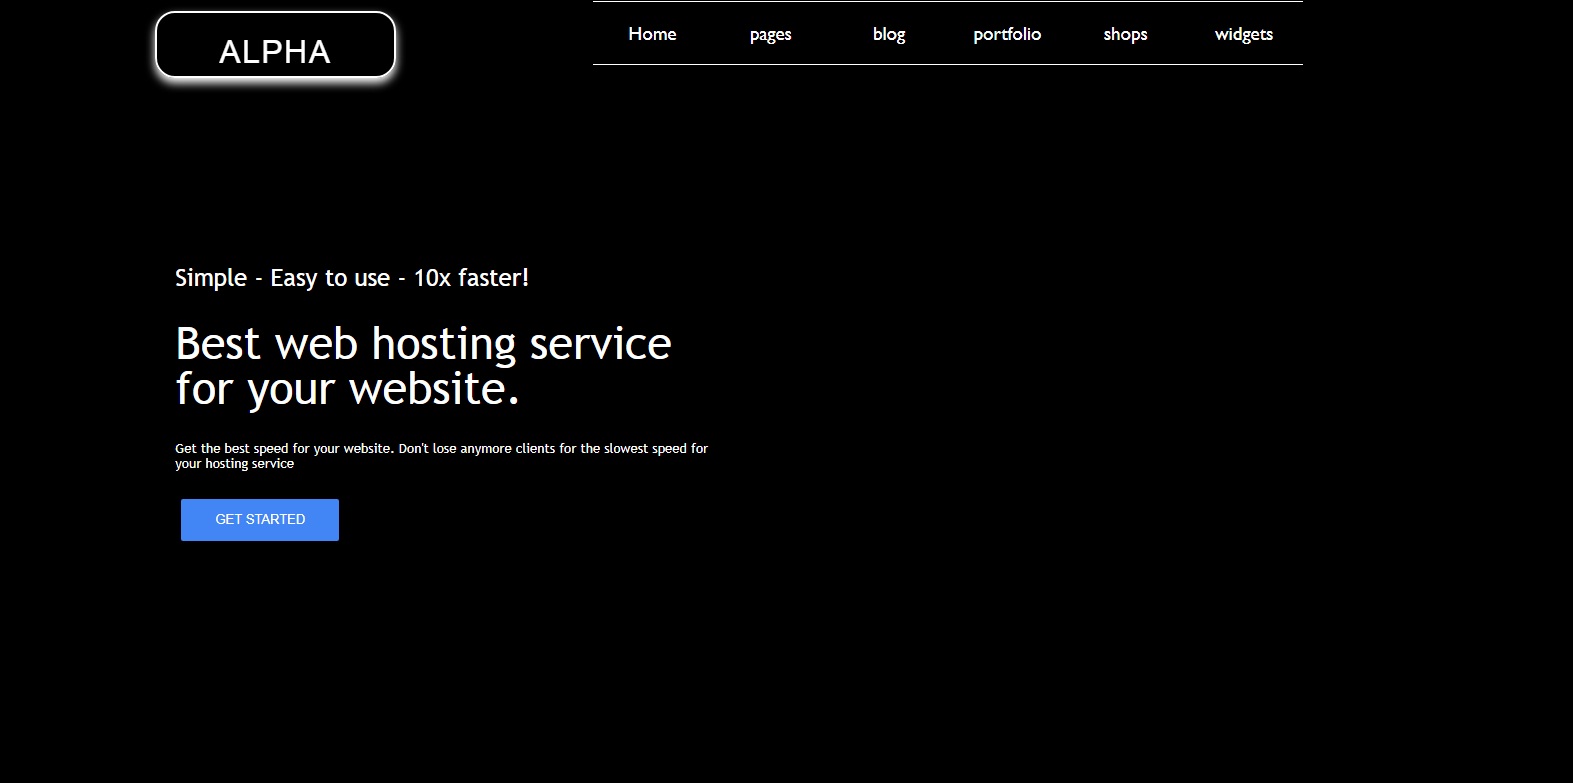 ALPHA
Home pages blog portfolio shops widgets
Simple - Easy to use - 10x faster!
Best web hosting service
for your website.
Get the best speed for your website. Don't lose anymore clients for the slowest speed for
your hosting service
GET STARTED